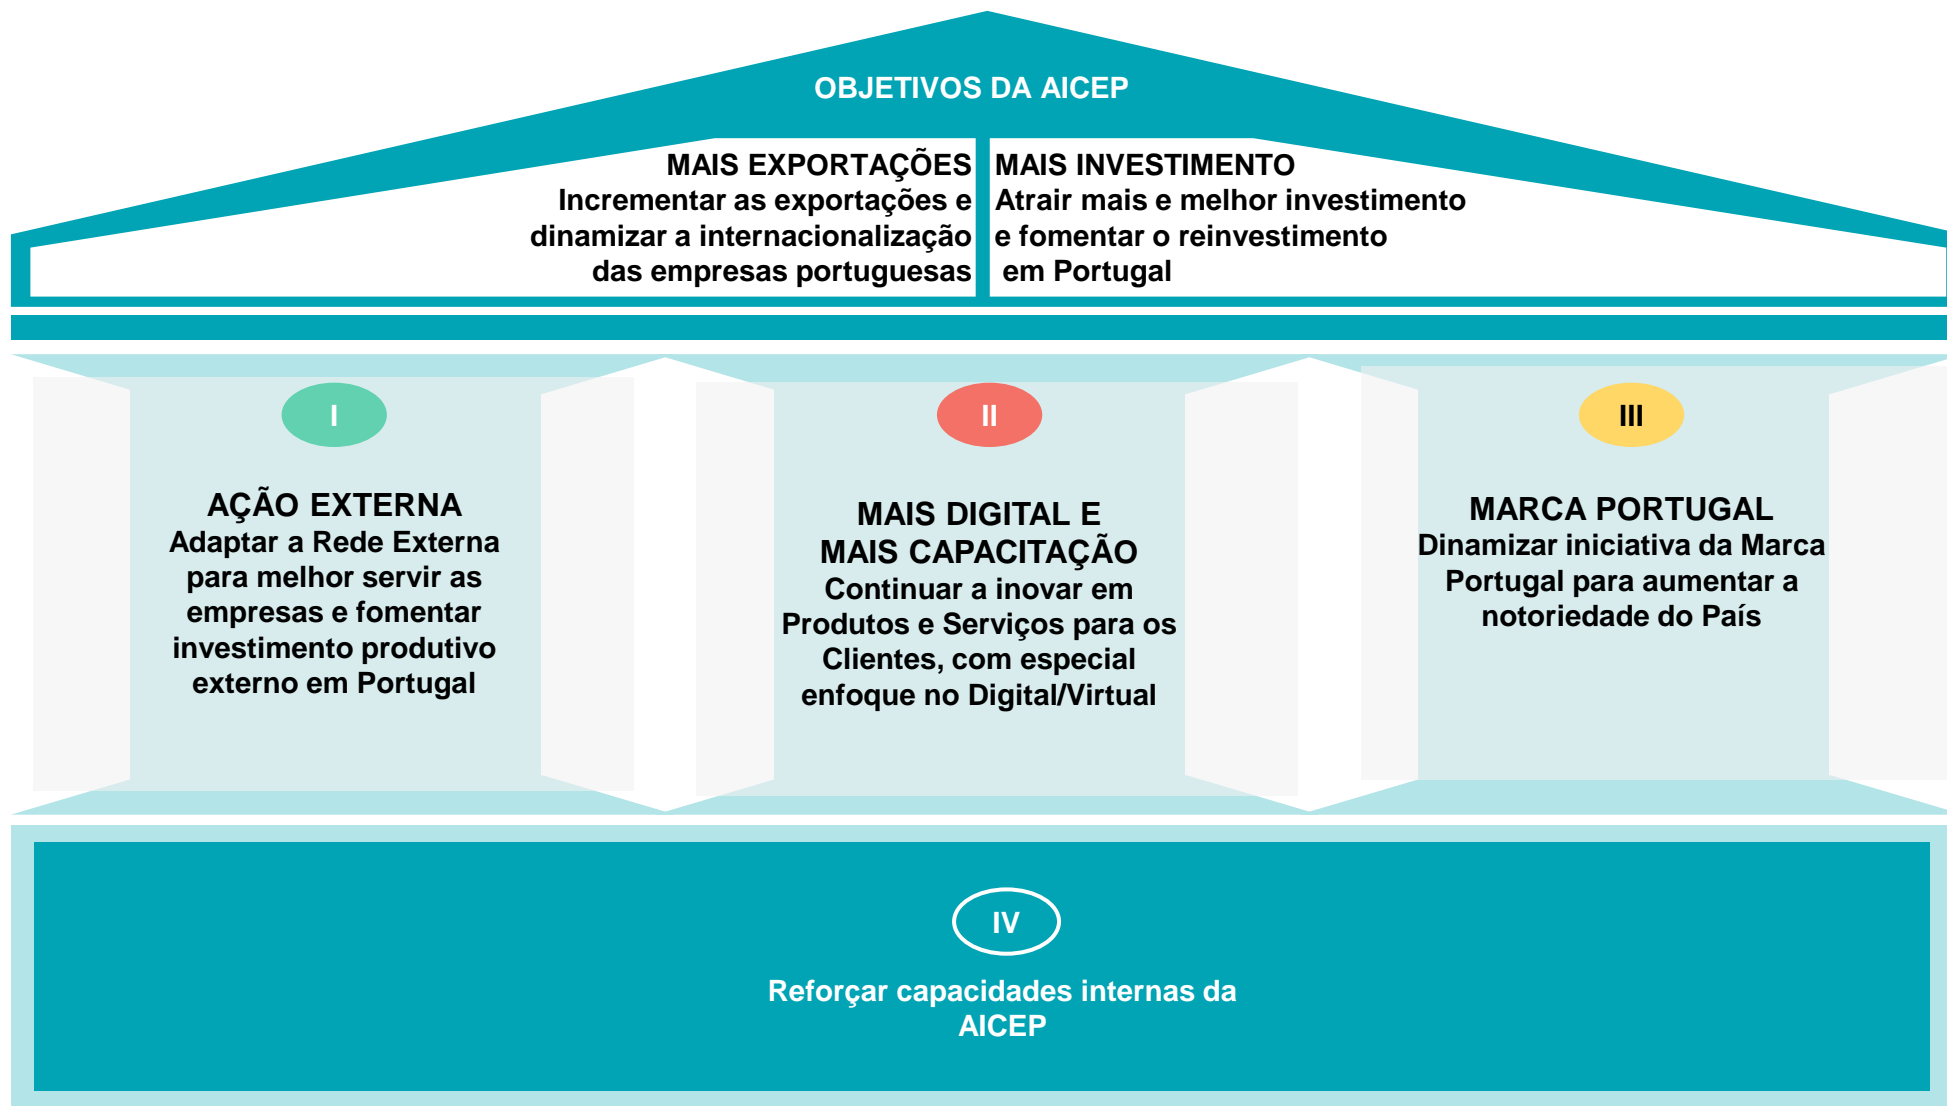 OBJETIVOS DA AICEP
MAIS EXPORTAÇÕES
Incrementar as exportações e
dinamizar a internacionalização
das empresas portuguesas
MAIS INVESTIMENTO
Atrair mais e melhor investimento
e fomentar o reinvestimento
em Portugal
I
AÇÃO EXTERNA
Adaptar a Rede Externa
para melhor servir as
empresas e fomentar
investimento produtivo
externo em Portugal
II
MAIS DIGITAL E
MAIS CAPACITAÇÃO
Continuar a inovar em
Produtos e Serviços para os
Clientes, com especial
enfoque no Digital/Virtual
III
MARCA PORTUGAL
Dinamizar iniciativa da Marca
Portugal para aumentar a
notoriedade do País
IV
Reforçar capacidades internas da
AICEP